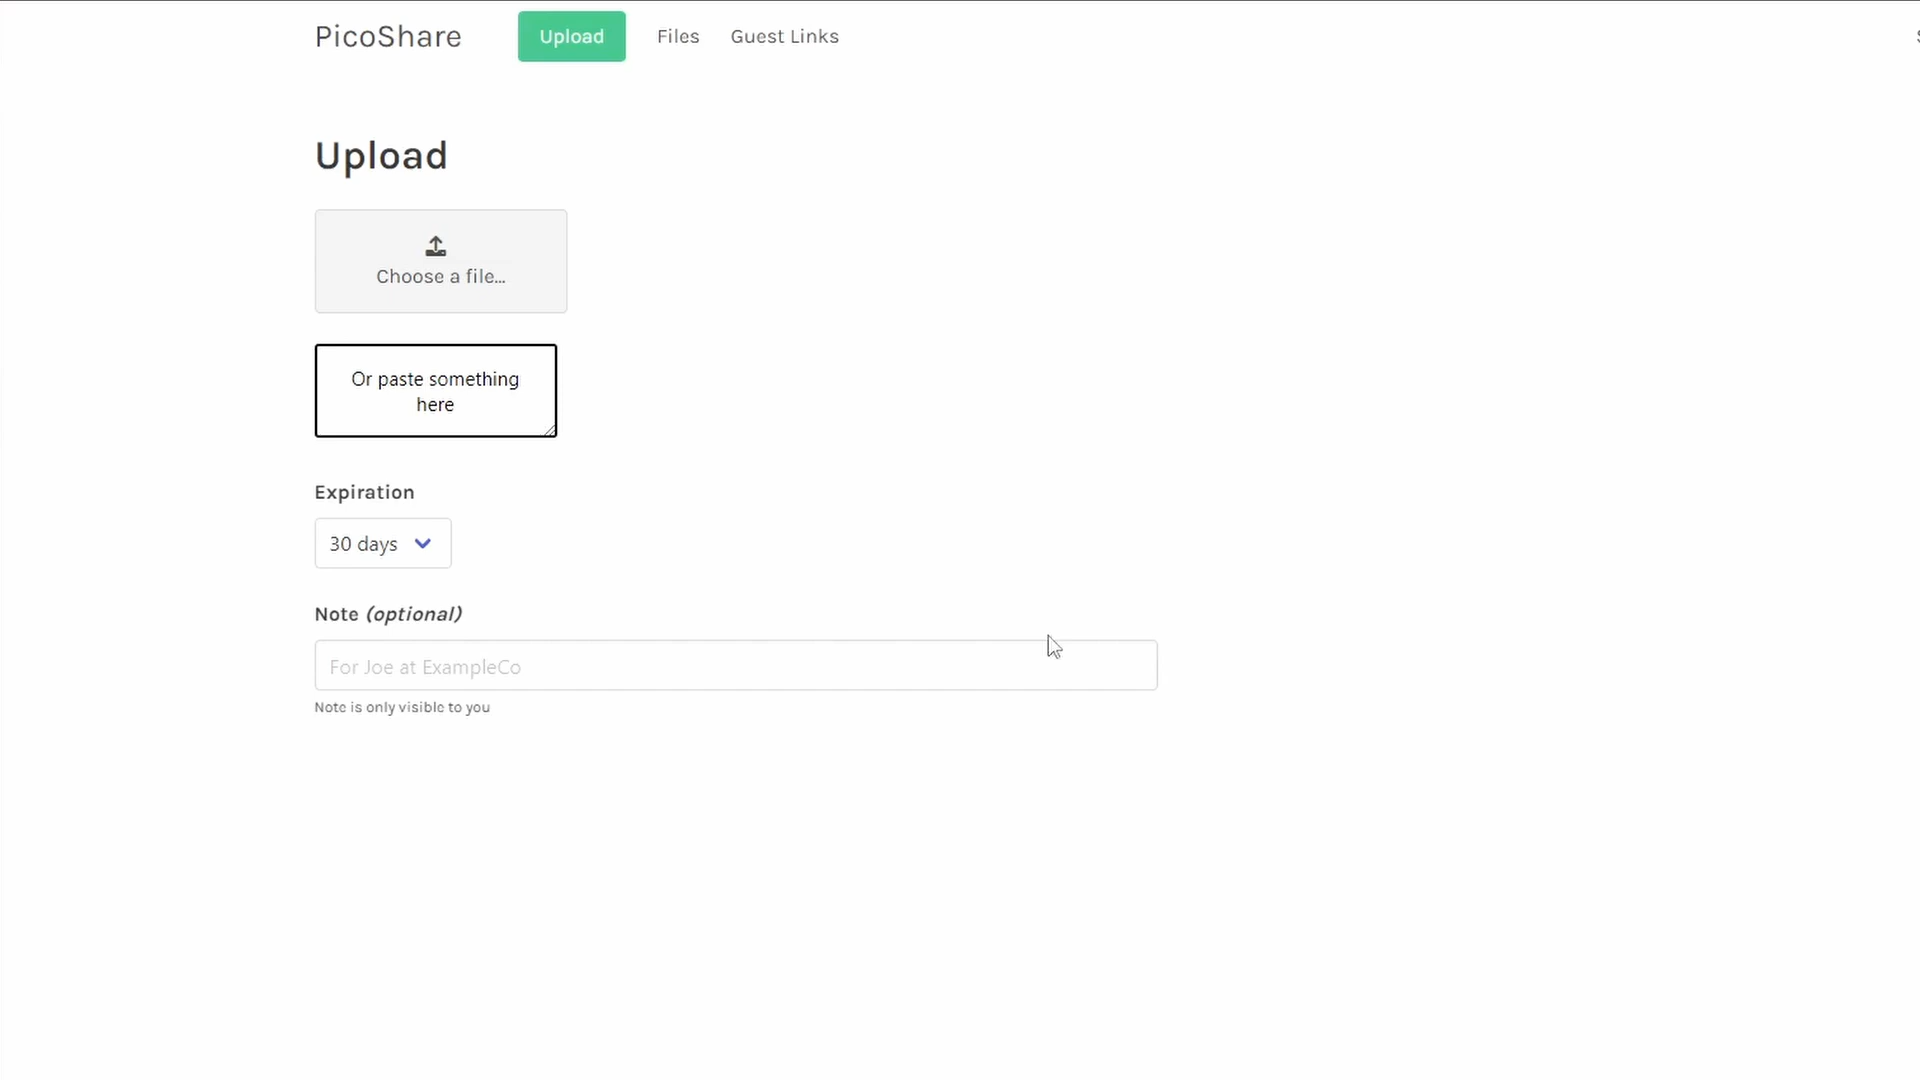 PicoShare Upload Files Guest Links
Upload
Choose a file...
Or paste something
here
Expiration
30 days
Note (optional)
For Joe at ExampleCo
Note is only visible to you